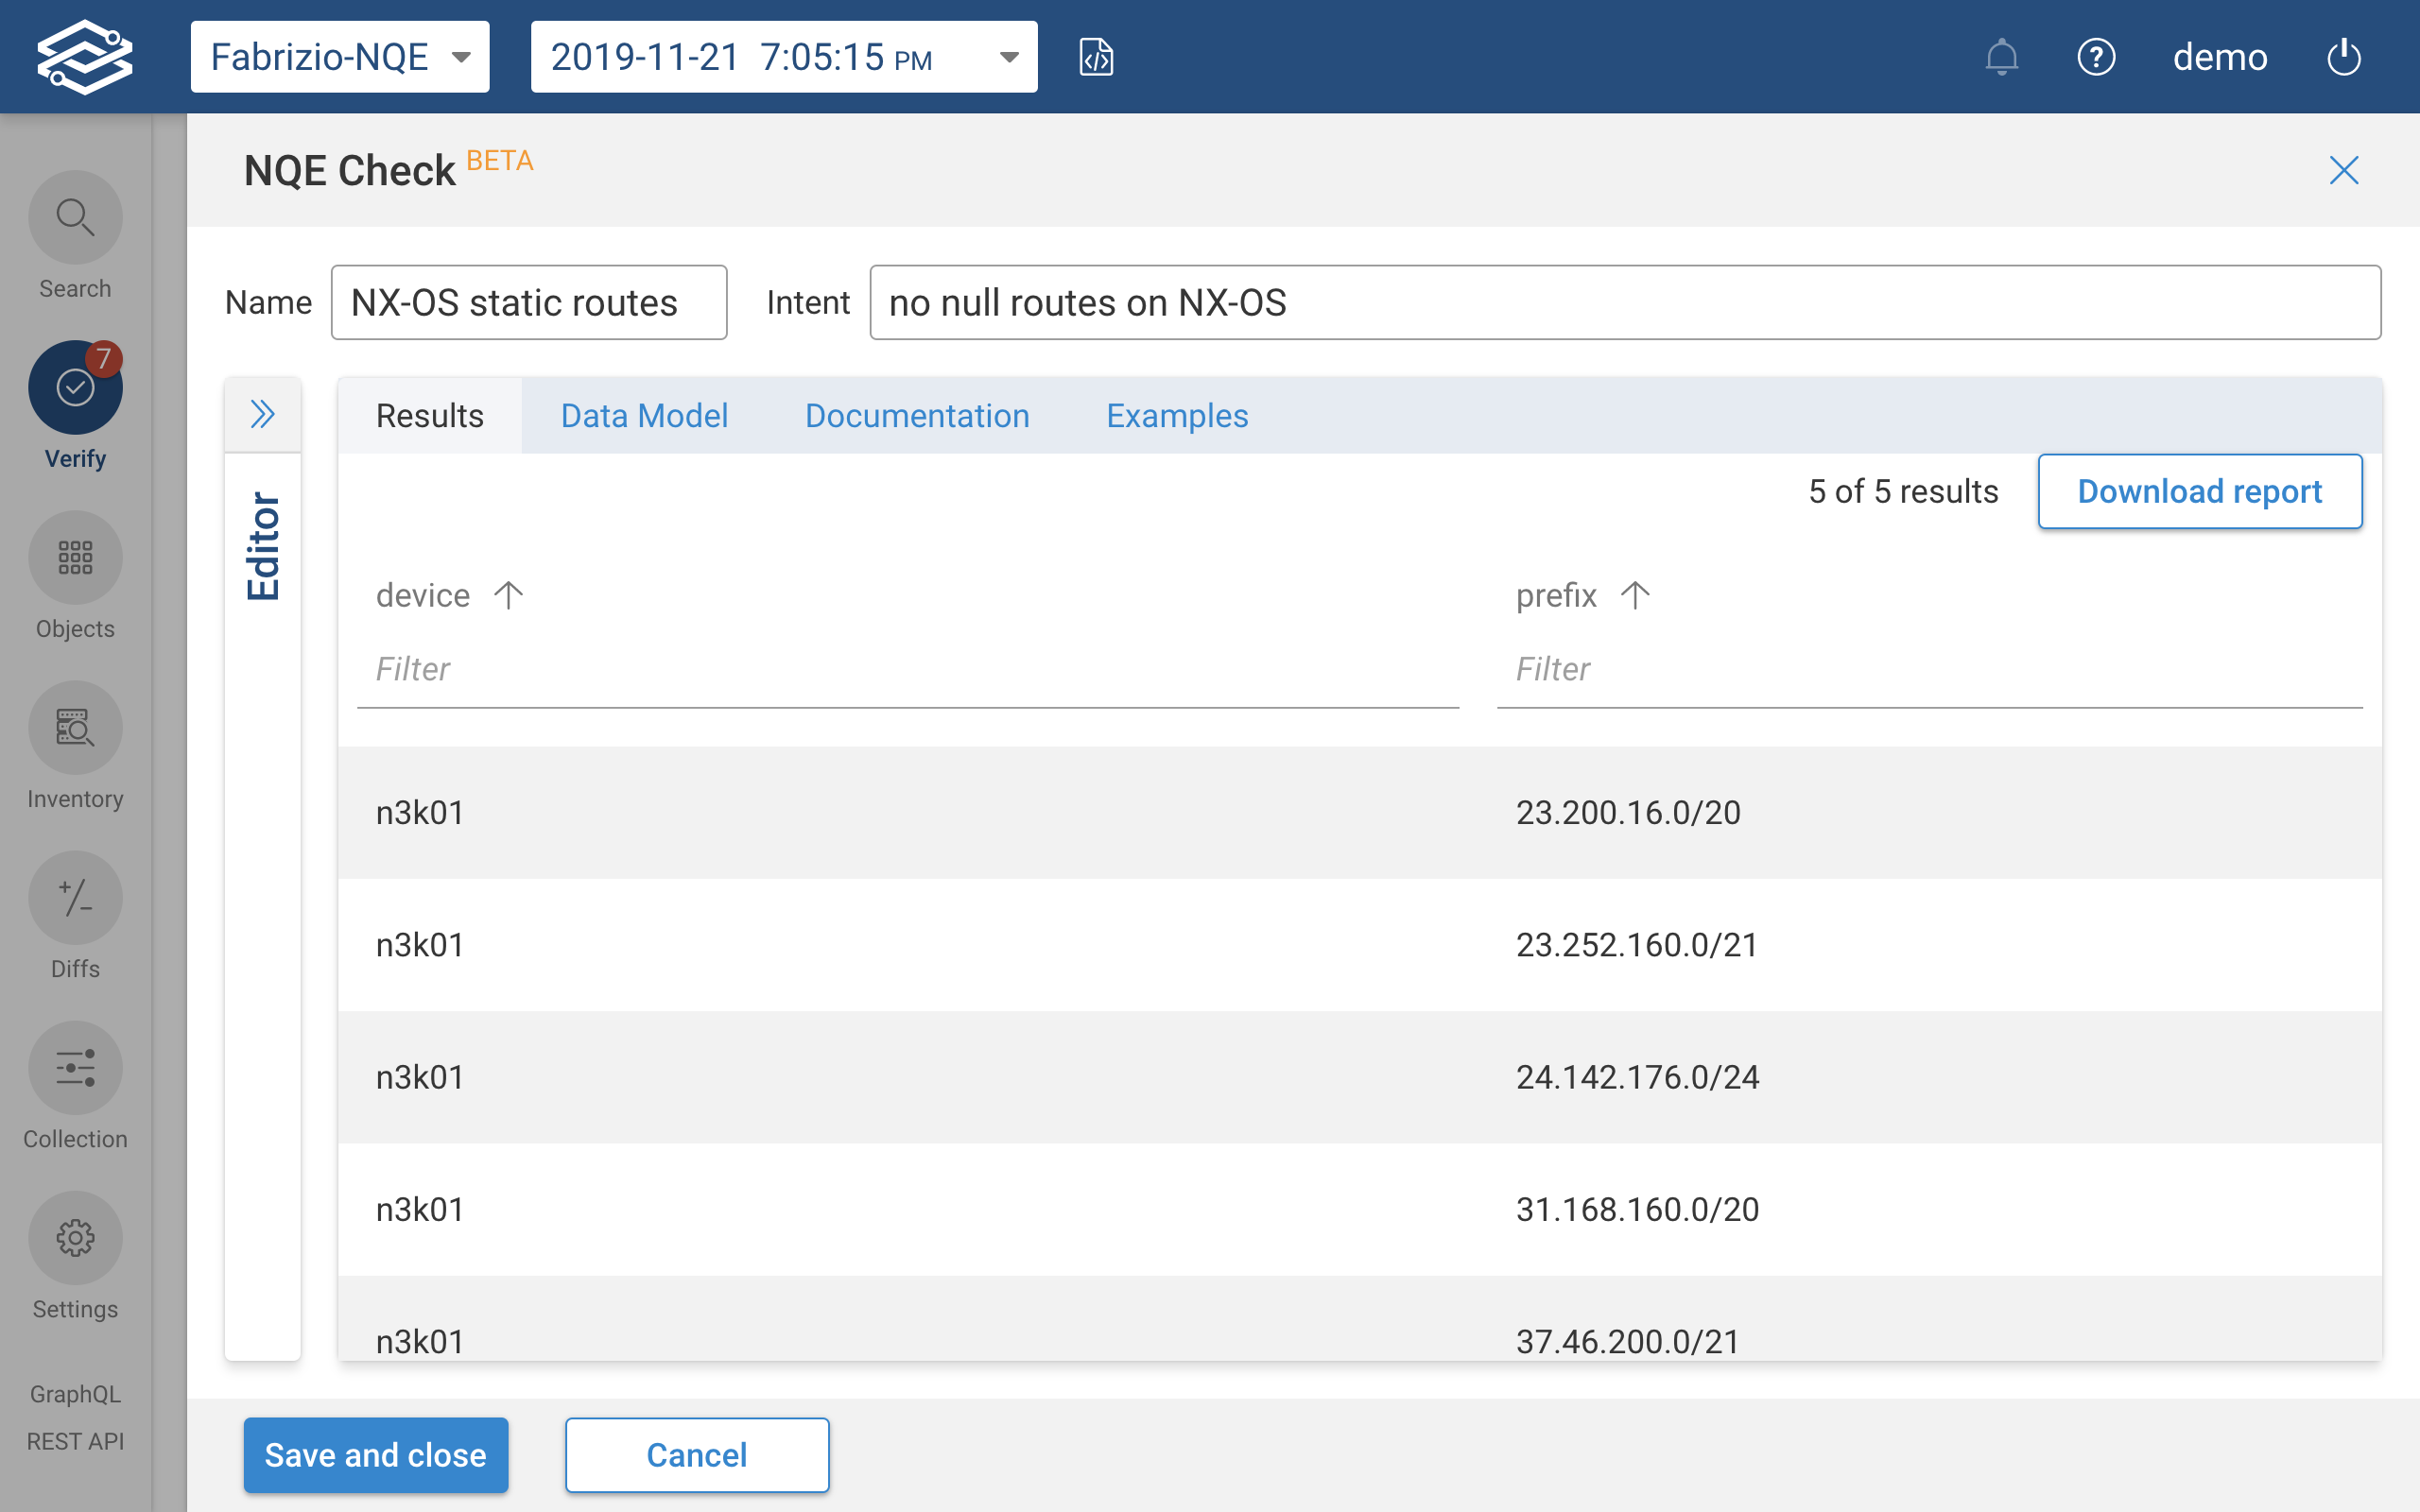 Fabrizio-NQE 2019-11-21 7:05:15 PM demo
NQE Check BETA
Name NX-OS static routes Intent no null routes on NX-OS
Search
7
Verify
Objects
Inventory
Diffs
Collection
Settings
GraphQL
REST API
Editor
Results Data Model Documentation Examples
5 of 5 results Download report
device prefix
Filter Filter
n3k01 23.200.16.0/20
n3k01 23.252.160.0/21
n3k01 24.142.176.0/24
n3k01 31.168.160.0/20
n3k01 37.46.200.0/21
Save and close Cancel